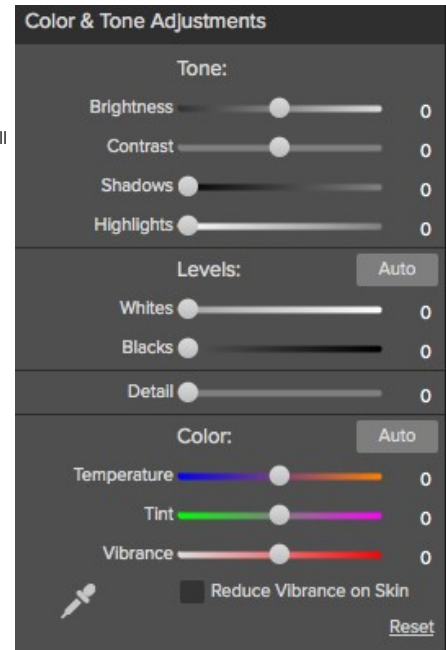 Color & Tone Adjustments
Tone:
Brightness 0
ll
Contrast 0
Shadows 0
Highlights 0
Levels: Auto
Whites 0
Blacks 0
Detail 0
Color: Auto
Temperature 0
Tint 0
Vibrance 0
Reduce Vibrance on Skin
Reset